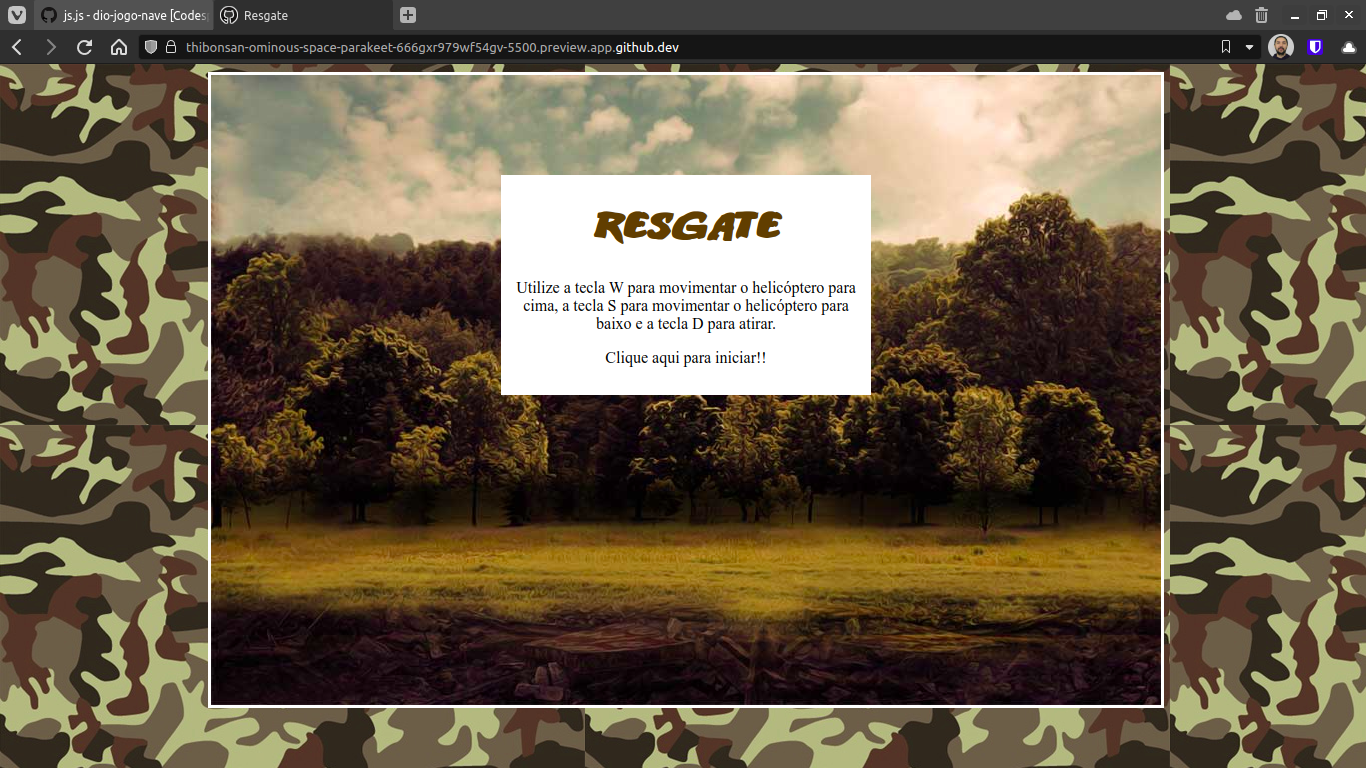 js.js - dio-jogo-nave [Codes
Resgate
thibonsan-ominous-space-parakeet-666gxr979wf54gv-5500.preview.app.github.dev
RESGATE
Utilize a tecla W para movimentar o helicóptero para
cima, a tecla S para movimentar o helicóptero para
baixo e a tecla D para atirar.
Clique aqui para iniciar!!